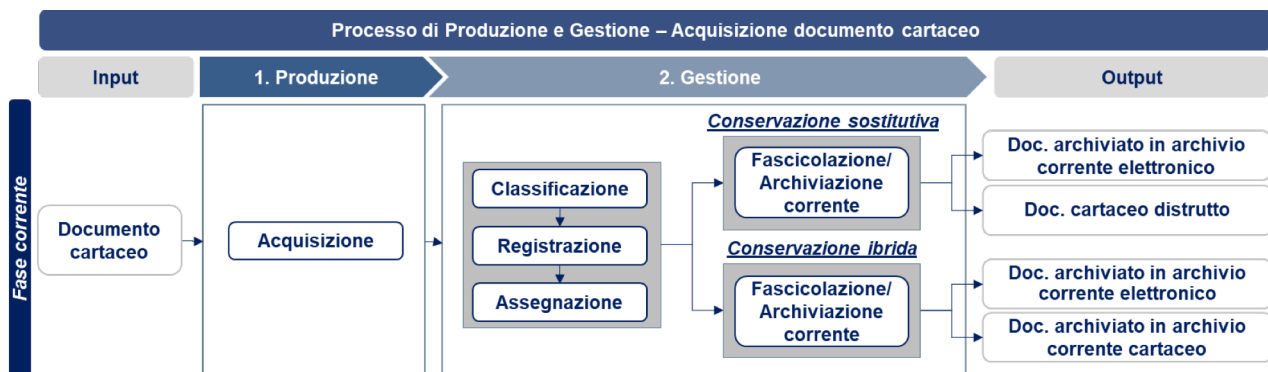 Processo di Produzione e Gestione – Acquisizione documento cartaceo
Input
1. Produzione
2. Gestione
Output
Fase corrente
Documento
cartaceo
Acquisizione
Classificazione
Registrazione
Assegnazione
Conservazione sostitutiva
Fascicolazione/
Archiviazione
corrente
Conservazione ibrida
Fascicolazione/
Archiviazione
corrente
Doc. archiviato in archivio
corrente elettronico
Doc. cartaceo distrutto
Doc. archiviato in archivio
corrente elettronico
Doc. archiviato in archivio
corrente cartaceo